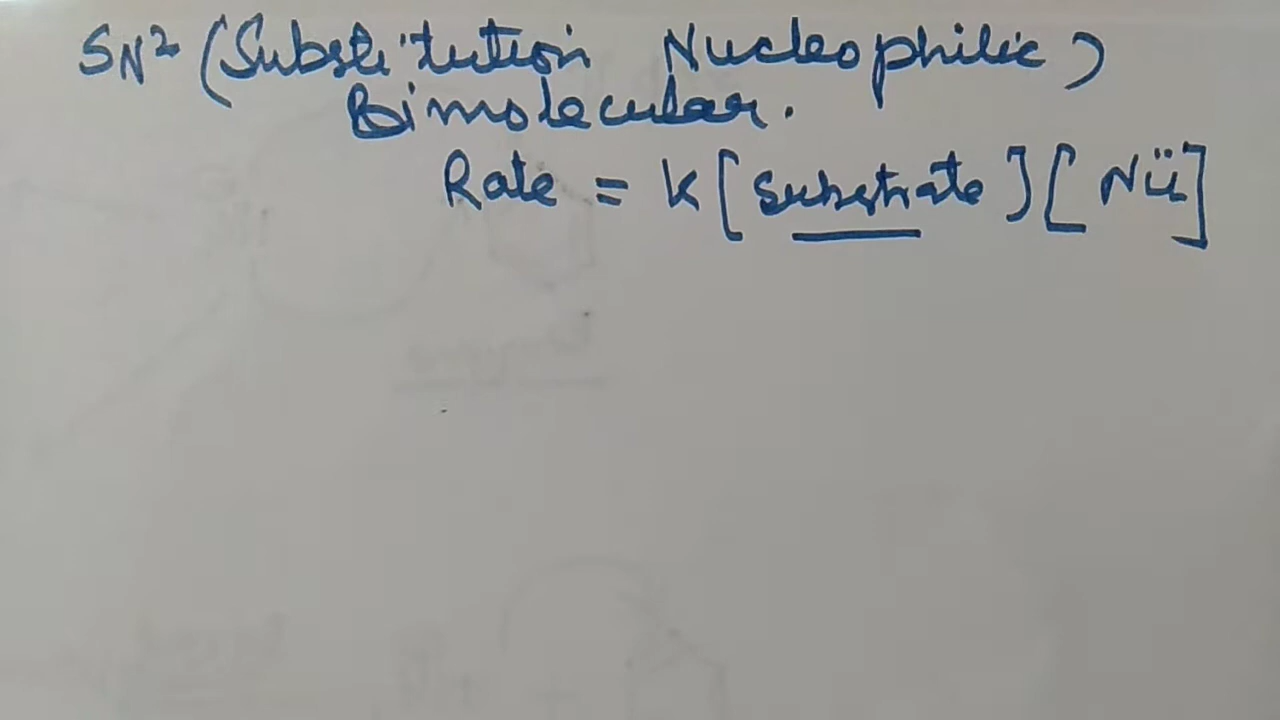 SN² (Substitution Nucleophilic)
Bimolecular.
Rate = K [Substrate] [Nü]